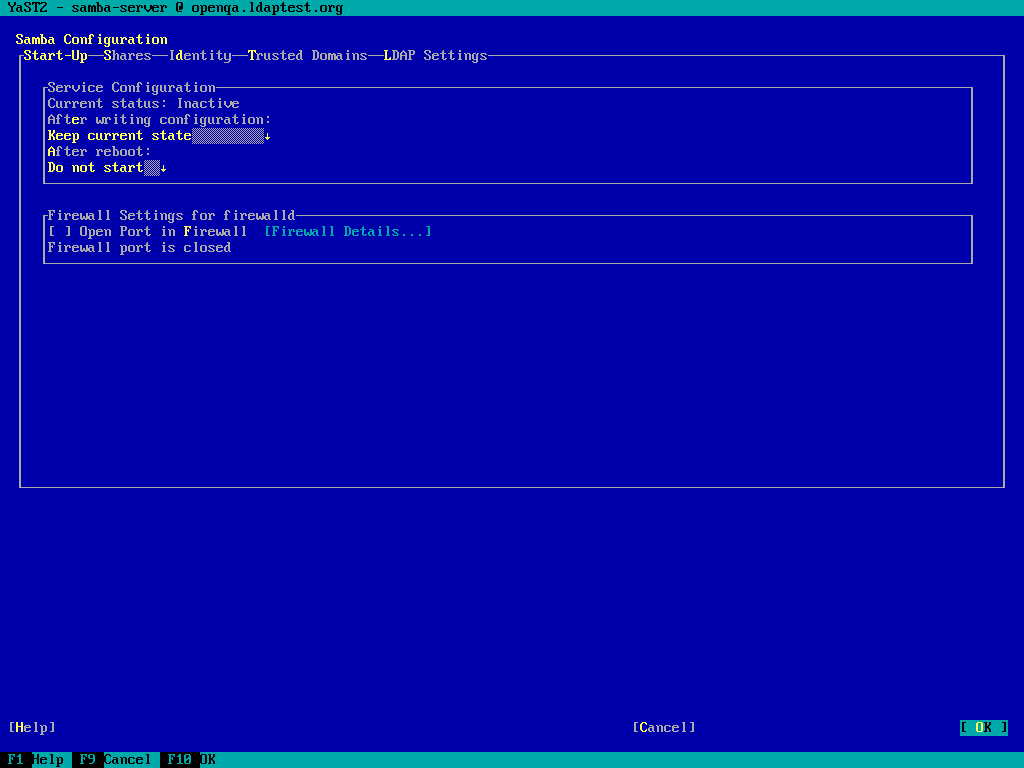 YaST2 - samba-server @ openqa.ldaptest.org
Samba Configuration
Start-Up Shares Identity Trusted Domains LDAP Settings
Service Configuration
Current status: Inactive
After writing configuration:
Keep current state↓
After reboot:
Do not start↓
Firewall Settings for firewalld
[ ] Open Port in Firewall [Firewall Details...]
Firewall port is closed
[Help] [Cancel] [ OK ]
F1 Help F9 Cancel F10 OK